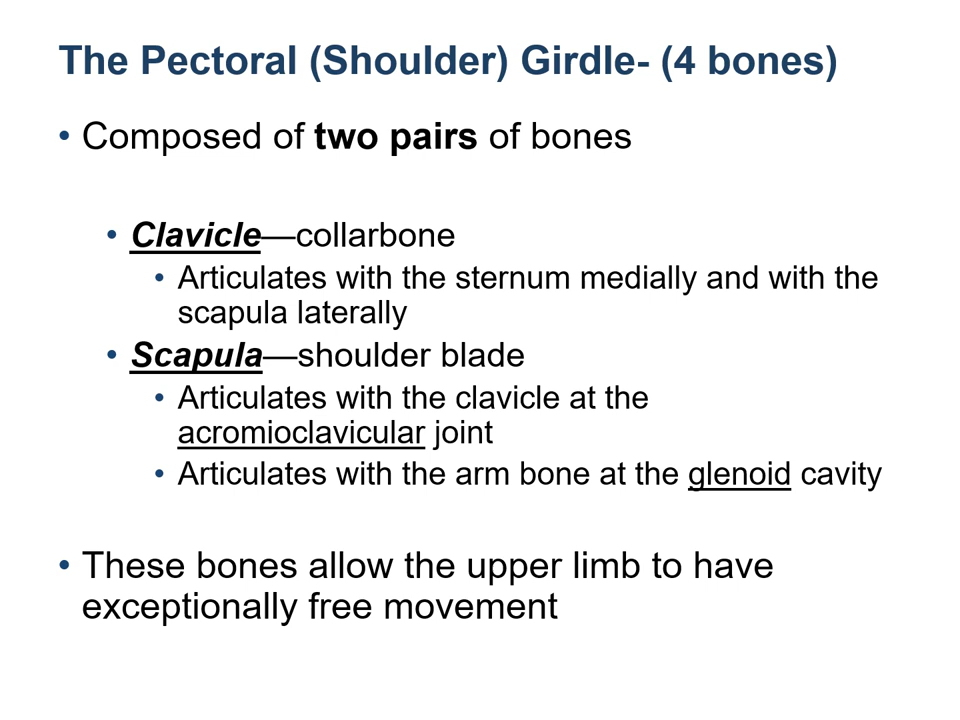 The Pectoral (Shoulder) Girdle- (4 bones)
• Composed of two pairs of bones
• Clavicle—collarbone
• Articulates with the sternum medially and with the
scapula laterally
• Scapula—shoulder blade
• Articulates with the clavicle at the
acromioclavicular joint
• Articulates with the arm bone at the glenoid cavity
• These bones allow the upper limb to have
exceptionally free movement